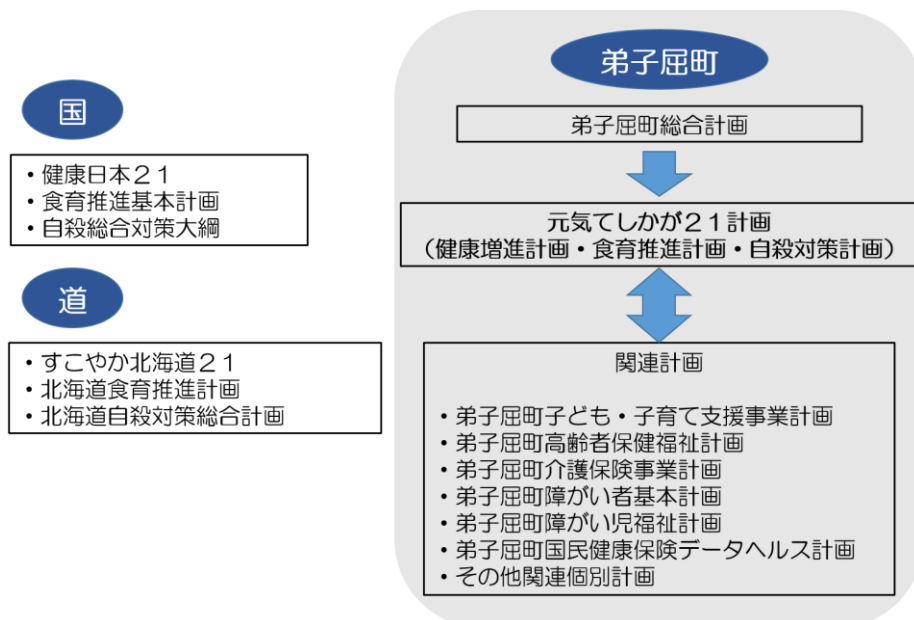 国
・健康日本２１
・食育推進基本計画
・自殺総合対策大綱
道
・すこやか北海道２１
・北海道食育推進計画
・北海道自殺対策総合計画
弟子屈町
弟子屈町総合計画
元気てしかが２１計画
（健康増進計画・食育推進計画・自殺対策計画）
関連計画
・弟子屈町子ども・子育て支援事業計画
・弟子屈町高齢者保健福祉計画
・弟子屈町介護保険事業計画
・弟子屈町障がい者基本計画
・弟子屈町障がい児福祉計画
・弟子屈町国民健康保険データヘルス計画
・その他関連個別計画